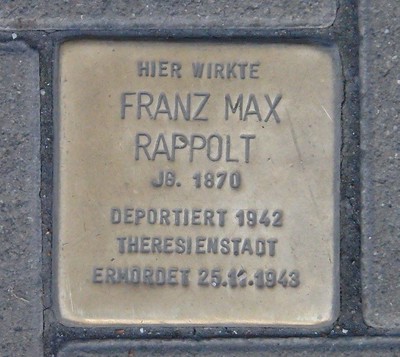 HIER WIRKTE
FRANZ MAX
RAPPOLT
JG. 1870
DEPORTIERT 1942
THERESIENSTADT
ERMORDET